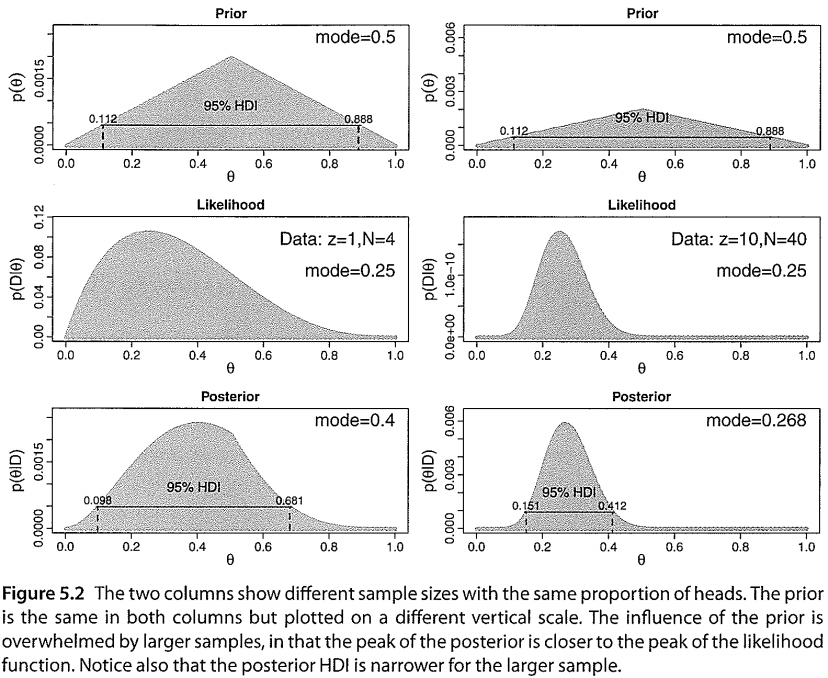 Prior
mode=0.5
p(θ)
0.0015
0.0000
95% HDI
0.112
0.888
0.0 0.2 0.4 0.6 0.8 1.0
θ
Prior
mode=0.5
p(θ)
0.006
0.003
0.000
95% HDI
0.112
0.888
0.0 0.2 0.4 0.6 0.8 1.0
θ
Likelihood
Data: z=1,N=4
mode=0.25
p(D|θ)
0.12
0.08
0.04
0.00
0.0 0.2 0.4 0.6 0.8 1.0
θ
Likelihood
Data: z=10,N=40
mode=0.25
p(D|θ)
1.0e−10
0.0e+00
0.0 0.2 0.4 0.6 0.8 1.0
θ
Posterior
mode=0.4
p(θ|D)
0.0015
0.0000
95% HDI
0.098
0.681
0.0 0.2 0.4 0.6 0.8 1.0
θ
Posterior
mode=0.268
p(θ|D)
0.006
0.003
0.000
95% HDI
0.151
0.412
0.0 0.2 0.4 0.6 0.8 1.0
θ
Figure 5.2 The two columns show different sample sizes with the same proportion of heads. The prior
is the same in both columns but plotted on a different vertical scale. The influence of the prior is
overwhelmed by larger samples, in that the peak of the posterior is closer to the peak of the likelihood
function. Notice also that the posterior HDI is narrower for the larger sample.